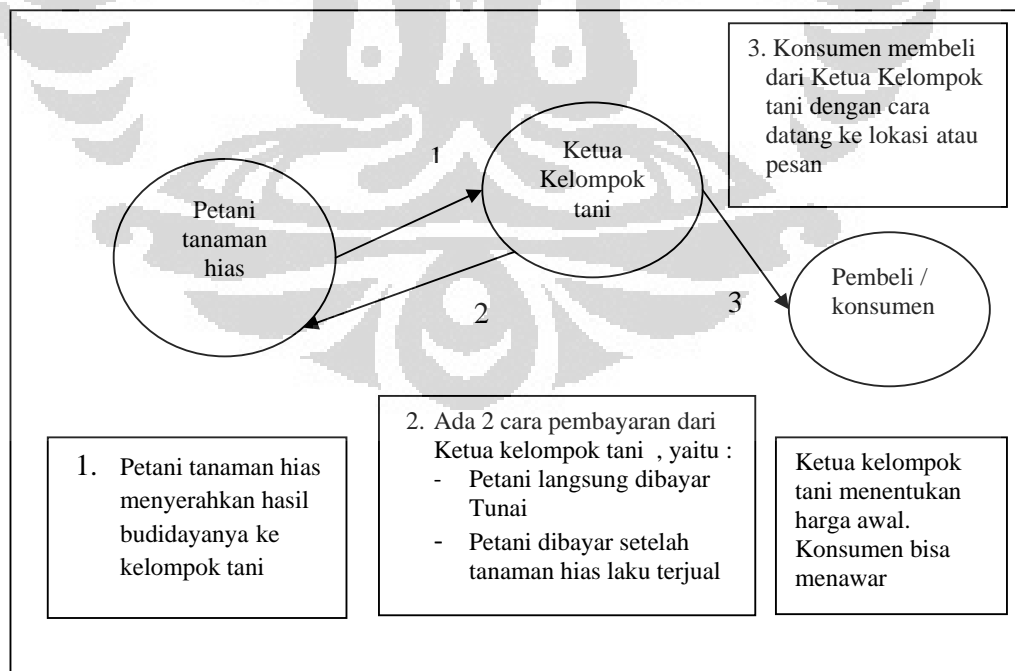 3. Konsumen membeli
dari Ketua Kelompok
tani dengan cara
datang ke lokasi atau
pesan
1
Ketua
Kelompok
tani
Petani
tanaman
hias
Pembeli /
konsumen
2
3
1. Petani tanaman hias
menyerahkan hasil
budidayanya ke
kelompok tani
2. Ada 2 cara pembayaran dari
Ketua kelompok tani , yaitu :
- Petani langsung dibayar
Tunai
- Petani dibayar setelah
tanaman hias laku terjual
Ketua kelompok
tani menentukan
harga awal.
Konsumen bisa
menawar